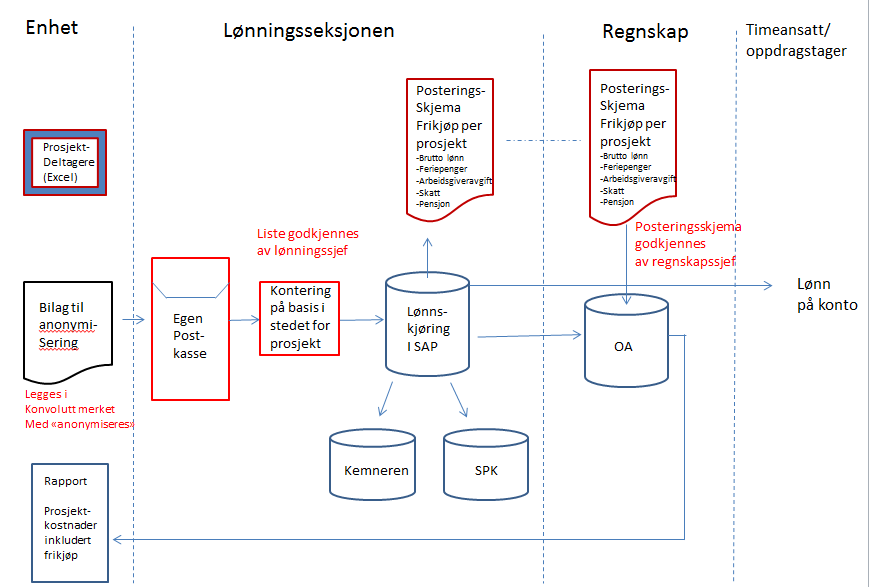 Enhet
Lønningsseksjonen
Regnskap
Timeansatt/
oppdragstager
Prosjekt-
Deltagere
(Excel)
Posterings-
Skjema
Frikjøp per
prosjekt
-Brutto lønn
-Feriepenger
-Arbeidsgiveravgift
-Skatt
-Pensjon
Posterings-
Skjema
Frikjøp per
prosjekt
-Brutto lønn
-Feriepenger
-Arbeidsgiveravgift
-Skatt
-Pensjon
Liste godkjennes
av lønningssjef
Posteringsskjema
godkjennes
av regnskapssjef
Bilag til
anonymi-
Sering
Legges i
Konvolutt merket
Med «anonymiseres»
Egen
Post-
kasse
Kontering
på basis i
stedet for
prosjekt
Lønns-
kjøring
I SAP
OA
Lønn
på konto
Kemneren
SPK
Rapport
Prosjekt-
kostnader
inkludert
frikjøp